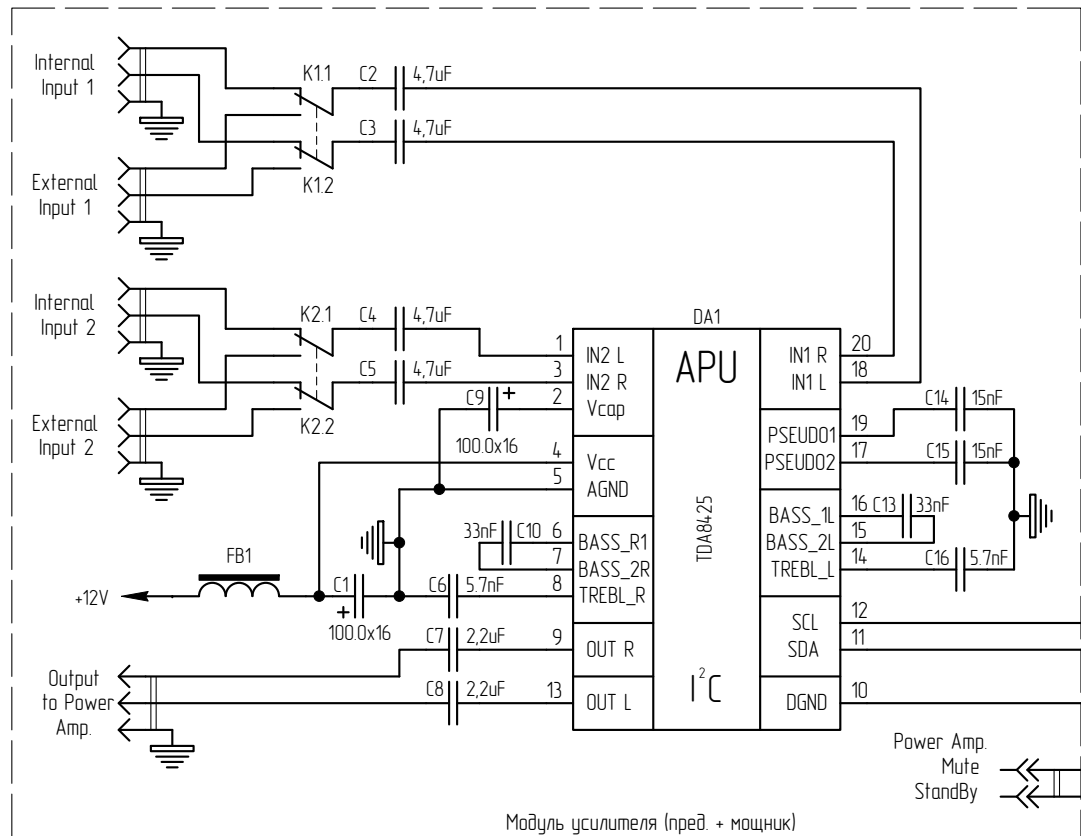 Internal
Input 1
External
Input 1
Internal
Input 2
External
Input 2
K1.1
K1.2
C2
4,7uF
C3
4,7uF
K2.1
K2.2
C4
4,7uF
C5
4,7uF
C9
+
100.0x16
+12V
FB1
C1
+
100.0x16
33nF
C10
C6
5.7nF
C7
2,2uF
C8
2,2uF
Output
to Power
Amp.
DA1
APU
TDA8425
I²C
1
IN2 L
3
IN2 R
2
Vcap
4
Vcc
5
AGND
6
BASS_R1
7
BASS_2R
8
TREBL_R
9
OUT R
13
OUT L
IN1 R
20
IN1 L
18
PSEUDO1
19
PSEUDO2
17
BASS_1L
16
BASS_2L
15
TREBL_L
14
SCL
12
SDA
11
DGND
10
C14
15nF
C15
15nF
C13
33nF
C16
5.7nF
Power Amp.
Mute
StandBy
Модуль усилителя (пред. + мощник)